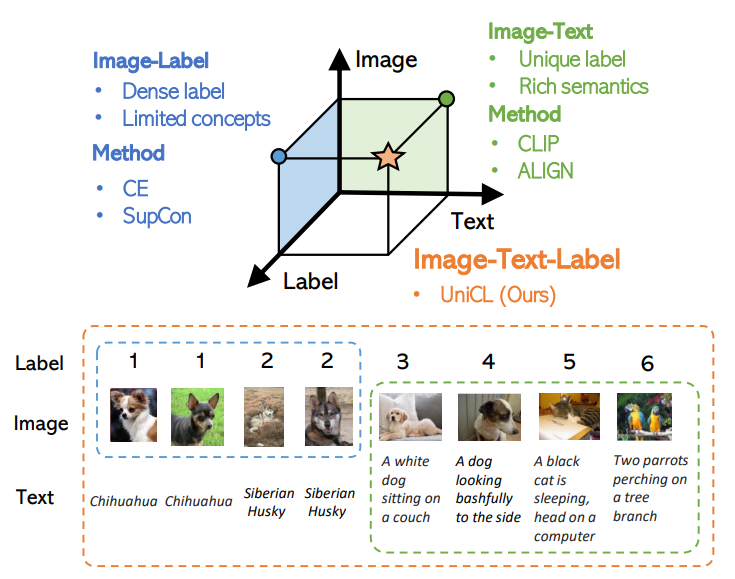 Image-Label
• Dense label
• Limited concepts
Method
• CE
• SupCon
Image
Image-Text
• Unique label
• Rich semantics
Method
• CLIP
• ALIGN
Text
Label
Image-Text-Label
• UniCL (Ours)
Label 1 1 2 2 3 4 5 6
Image
Text
Chihuahua
Chihuahua
Siberian
Husky
Siberian
Husky
A white
dog
sitting on
a couch
A dog
looking
bashfully
to the side
A black
cat is
sleeping,
head on a
computer
Two parrots
perching on
a tree
branch